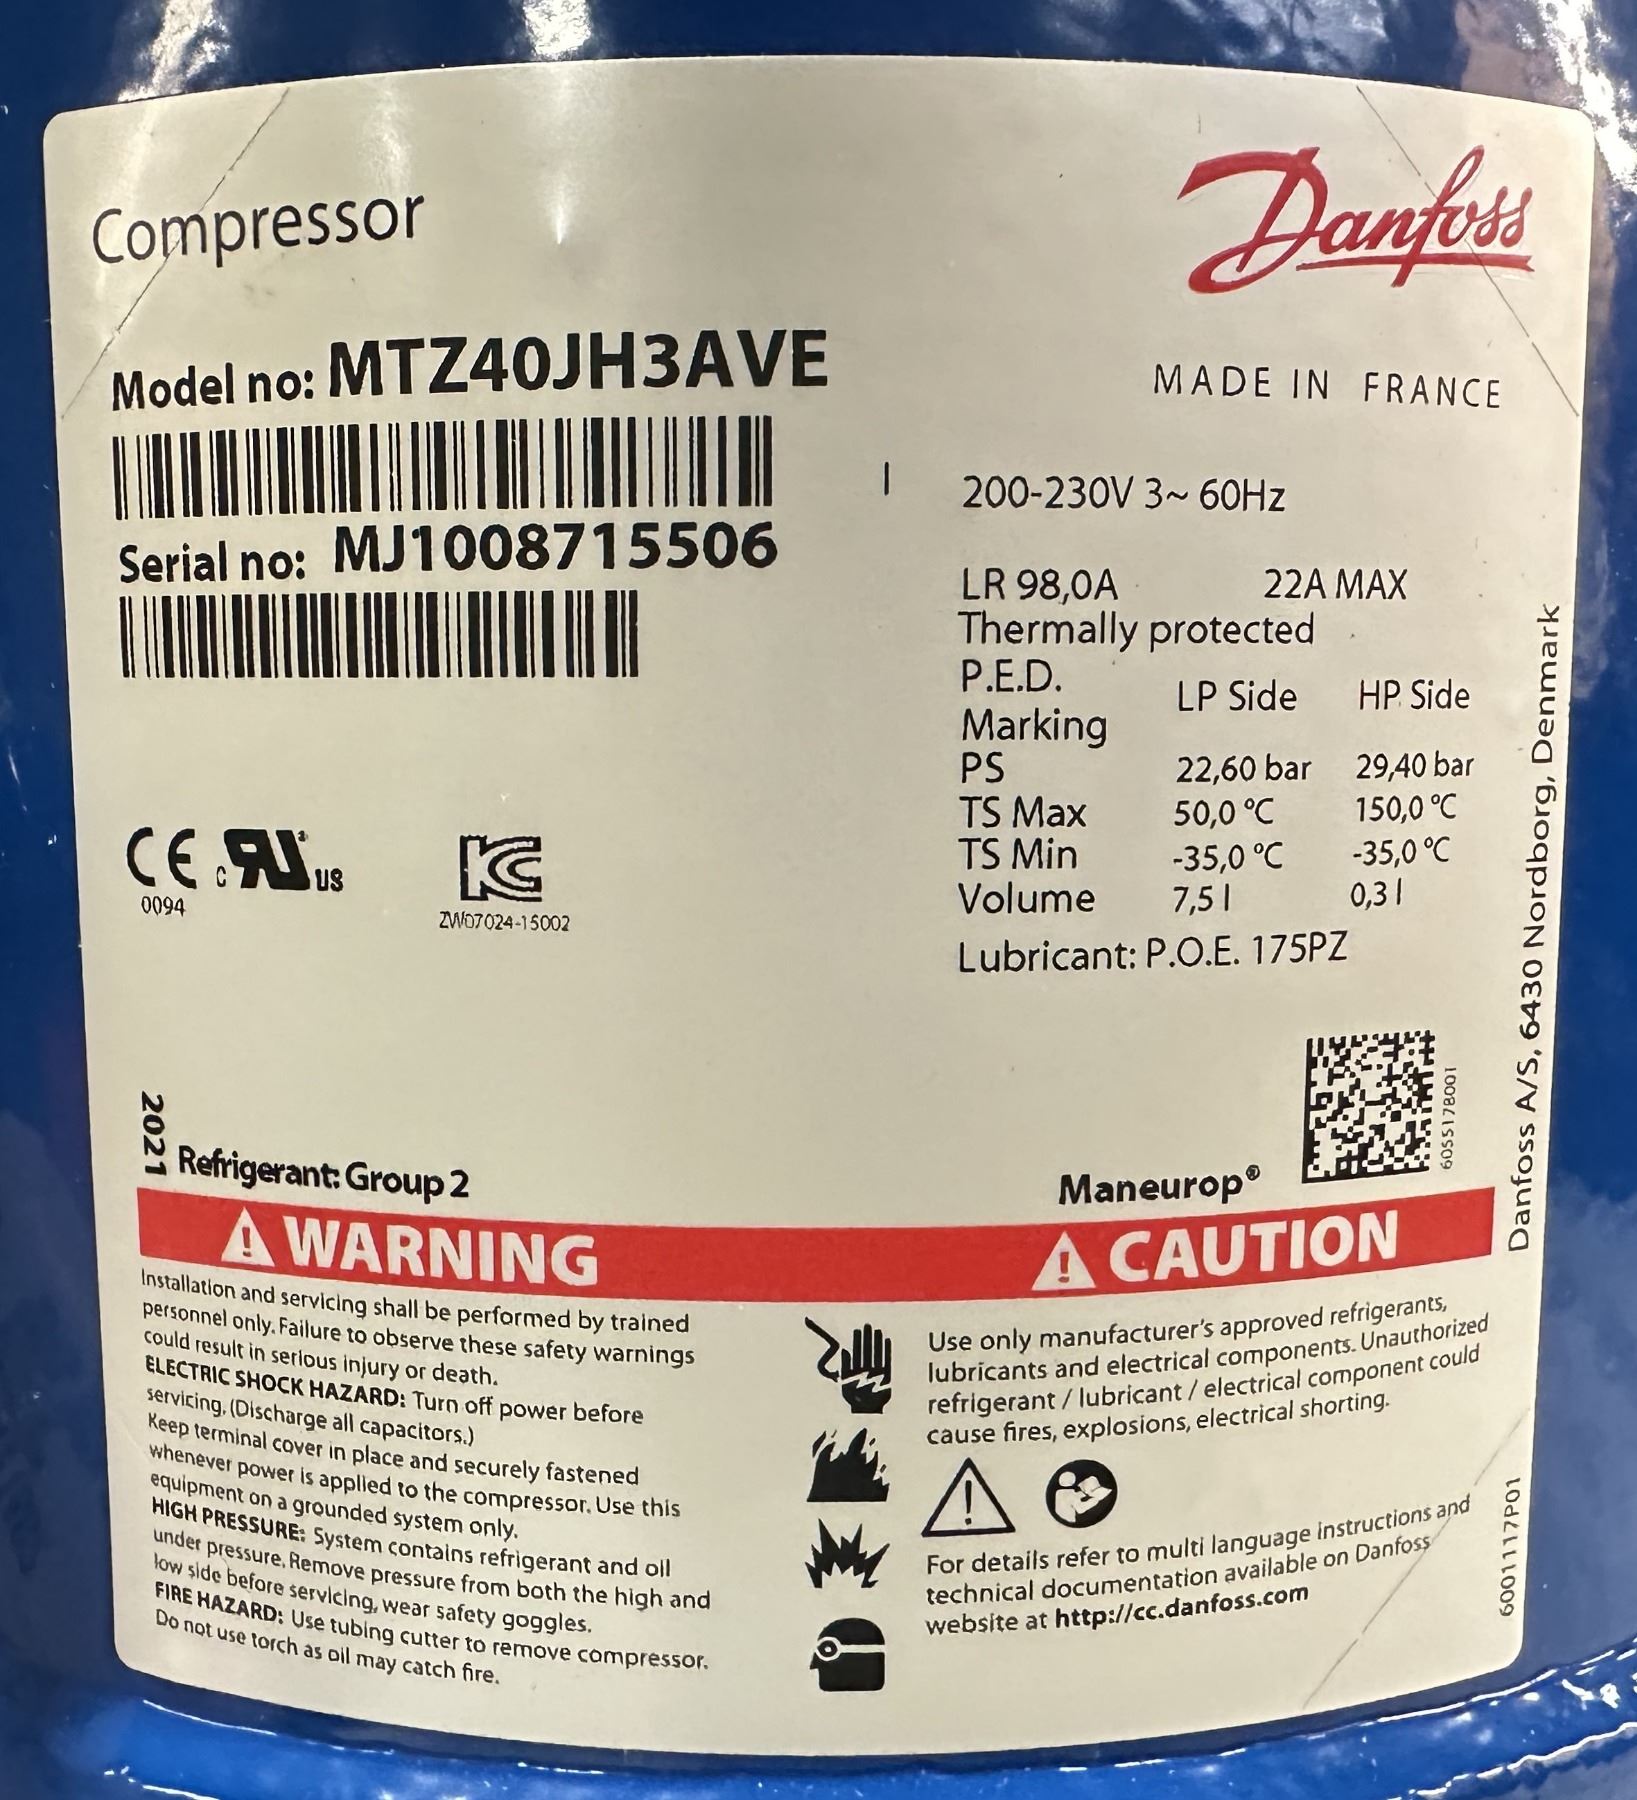 Compressor
Danfoss
Model no: MTZ40JH3AVE
MADE IN FRANCE
Serial no: MJ1008715506
200-230V 3~ 60Hz
LR 98,0A 22A MAX
Thermally protected
P.E.D.
Marking LP Side HP Side
PS 22,60 bar 29,40 bar
TS Max 50,0 °C 150,0 °C
TS Min -35,0 °C -35,0 °C
Volume 7,5 l 0,3 l
Lubricant: P.O.E. 175PZ
CE
0094
c RU US
KC
ZW07024-15002
2021
Refrigerant: Group 2
Maneurop®
6055178001
Danfoss A/S, 6430 Nordborg, Denmark
WARNING
Installation and servicing shall be performed by trained
personnel only. Failure to observe these safety warnings
could result in serious injury or death.
ELECTRIC SHOCK HAZARD: Turn off power before
servicing. (Discharge all capacitors.)
Keep terminal cover in place and securely fastened
whenever power is applied to the compressor. Use this
equipment on a grounded system only.
HIGH PRESSURE: System contains refrigerant and oil
under pressure. Remove pressure from both the high and
low side before servicing, wear safety goggles.
FIRE HAZARD: Use tubing cutter to remove compressor.
Do not use torch as oil may catch fire.
CAUTION
Use only manufacturer's approved refrigerants,
lubricants and electrical components. Unauthorized
refrigerant / lubricant / electrical component could
cause fires, explosions, electrical shorting.
For details refer to multi language instructions and
technical documentation available on Danfoss
website at http://cc.danfoss.com
6001117P01